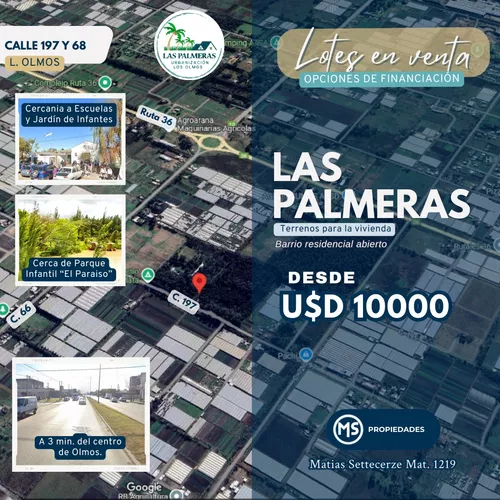 CALLE 197 Y 68
L. OLMOS
LAS PALMERAS
URBANIZACIÓN
LOS OLMOS
Lotes en venta
OPCIONES DE FINANCIACIÓN
Complejo Ruta 36
Cercania a Escuelas
y Jardín de Infantes
Ruta 36
Agroatana
Maquinarias Agrícolas
LAS
PALMERAS
Terrenos para la vivienda
Barrio residencial abierto
Cerca de Parque
Infantil "El Paraiso"
C. 197
C. 66
DESDE
U$D 10000
A 3 min. del centro
de Olmos.
MS PROPIEDADES
Matias Settecerze Mat. 1219
Google